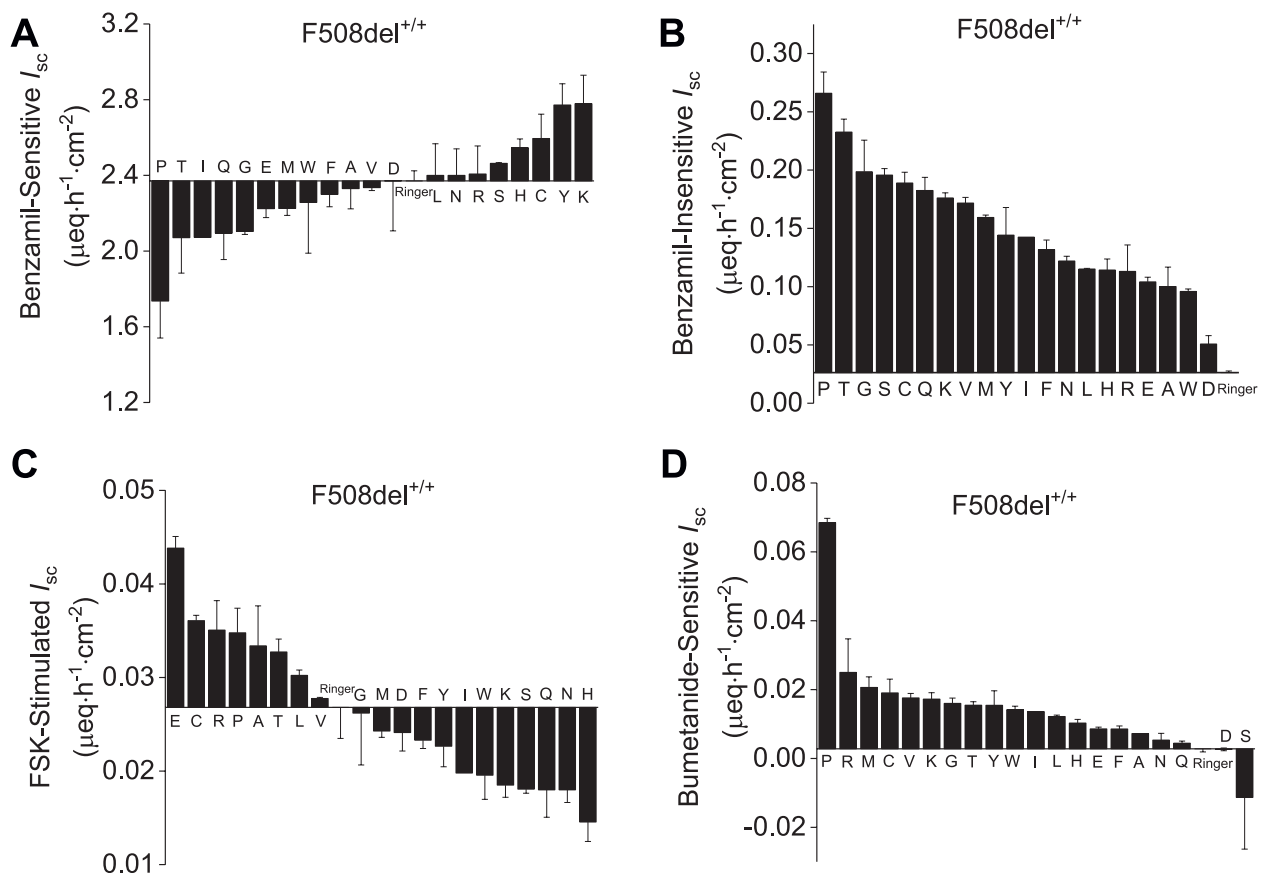 A
F508del+/+
Benzamil-Sensitive Isc
(μeq·h-1·cm-2)
3.2
2.8
2.4
2.0
1.6
1.2
P T I Q G E M W F A V D
Ringer L N R S H C Y K
B
F508del+/+
Benzamil-Insensitive Isc
(μeq·h-1·cm-2)
0.30
0.25
0.20
0.15
0.10
0.05
0.00
P T G S C Q K V M Y I F N L H R E A W D Ringer
C
F508del+/+
FSK-Stimulated Isc
(μeq·h-1·cm-2)
0.05
0.04
0.03
0.02
0.01
Ringer G M D F Y I W K S Q N H
E C R P A T L V
D
F508del+/+
Bumetanide-Sensitive Isc
(μeq·h-1·cm-2)
0.08
0.06
0.04
0.02
0.00
-0.02
D S
P R M C V K G T Y W I L H E F A N Q Ringer